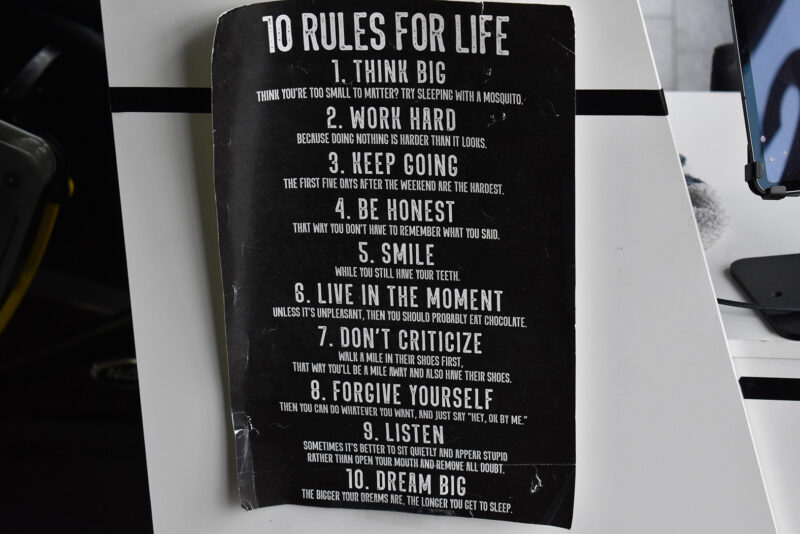 10 RULES FOR LIFE
1. THINK BIG
THINK YOU'RE TOO SMALL TO MATTER? TRY SLEEPING WITH A MOSQUITO.
2. WORK HARD
BECAUSE DOING NOTHING IS HARDER THAN IT LOOKS.
3. KEEP GOING
THE FIRST FIVE DAYS AFTER THE WEEKEND ARE THE HARDEST.
4. BE HONEST
THAT WAY YOU DON'T HAVE TO REMEMBER WHAT YOU SAID.
5. SMILE
WHILE YOU STILL HAVE YOUR TEETH.
6. LIVE IN THE MOMENT
UNLESS IT'S UNPLEASANT, THEN YOU SHOULD PROBABLY EAT CHOCOLATE.
7. DON'T CRITICIZE
WALK A MILE IN THEIR SHOES FIRST,
THAT WAY YOU'LL BE A MILE AWAY AND ALSO HAVE THEIR SHOES.
8. FORGIVE YOURSELF
THEN YOU CAN DO WHATEVER YOU WANT, AND JUST SAY "HEY, OK BY ME."
9. LISTEN
SOMETIMES IT'S BETTER TO SIT QUIETLY AND APPEAR STUPID
RATHER THAN OPEN YOUR MOUTH AND REMOVE ALL DOUBT.
10. DREAM BIG
THE BIGGER YOUR DREAMS ARE, THE LONGER YOU GET TO SLEEP.